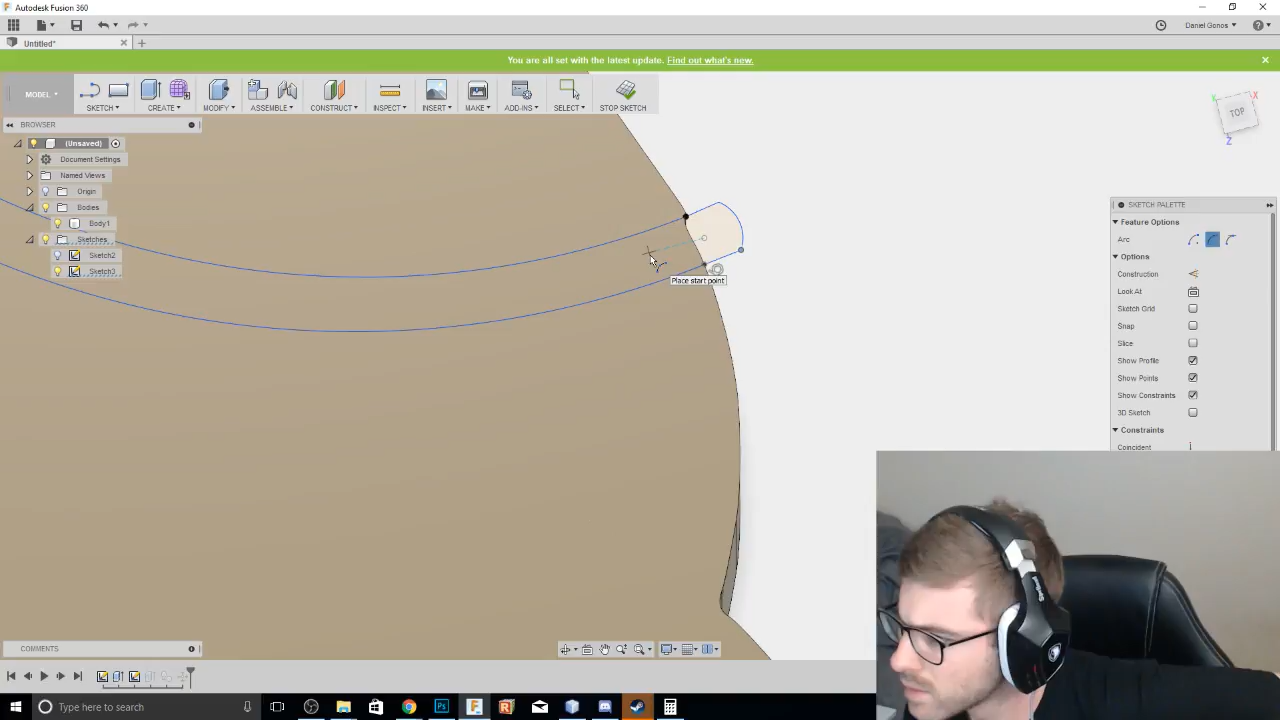 Autodesk Fusion 360
Daniel Gonos
Untitled*
You are all set with the latest update. Find out what's new.
MODEL
SKETCH
CREATE
MODIFY
ASSEMBLE
CONSTRUCT
INSPECT
INSERT
MAKE
ADD-INS
SELECT
STOP SKETCH
BROWSER
(Unsaved)
Document Settings
Named Views
Origin
Bodies
Body1
Sketches
Sketch2
Sketch3
TOP
X
Y
Z
Place start point
SKETCH PALETTE
Feature Options
Arc
Options
Construction
Look At
Sketch Grid
Snap
Slice
Show Profile
Show Points
Show Constraints
3D Sketch
Constraints
Coincident
COMMENTS
Type here to search